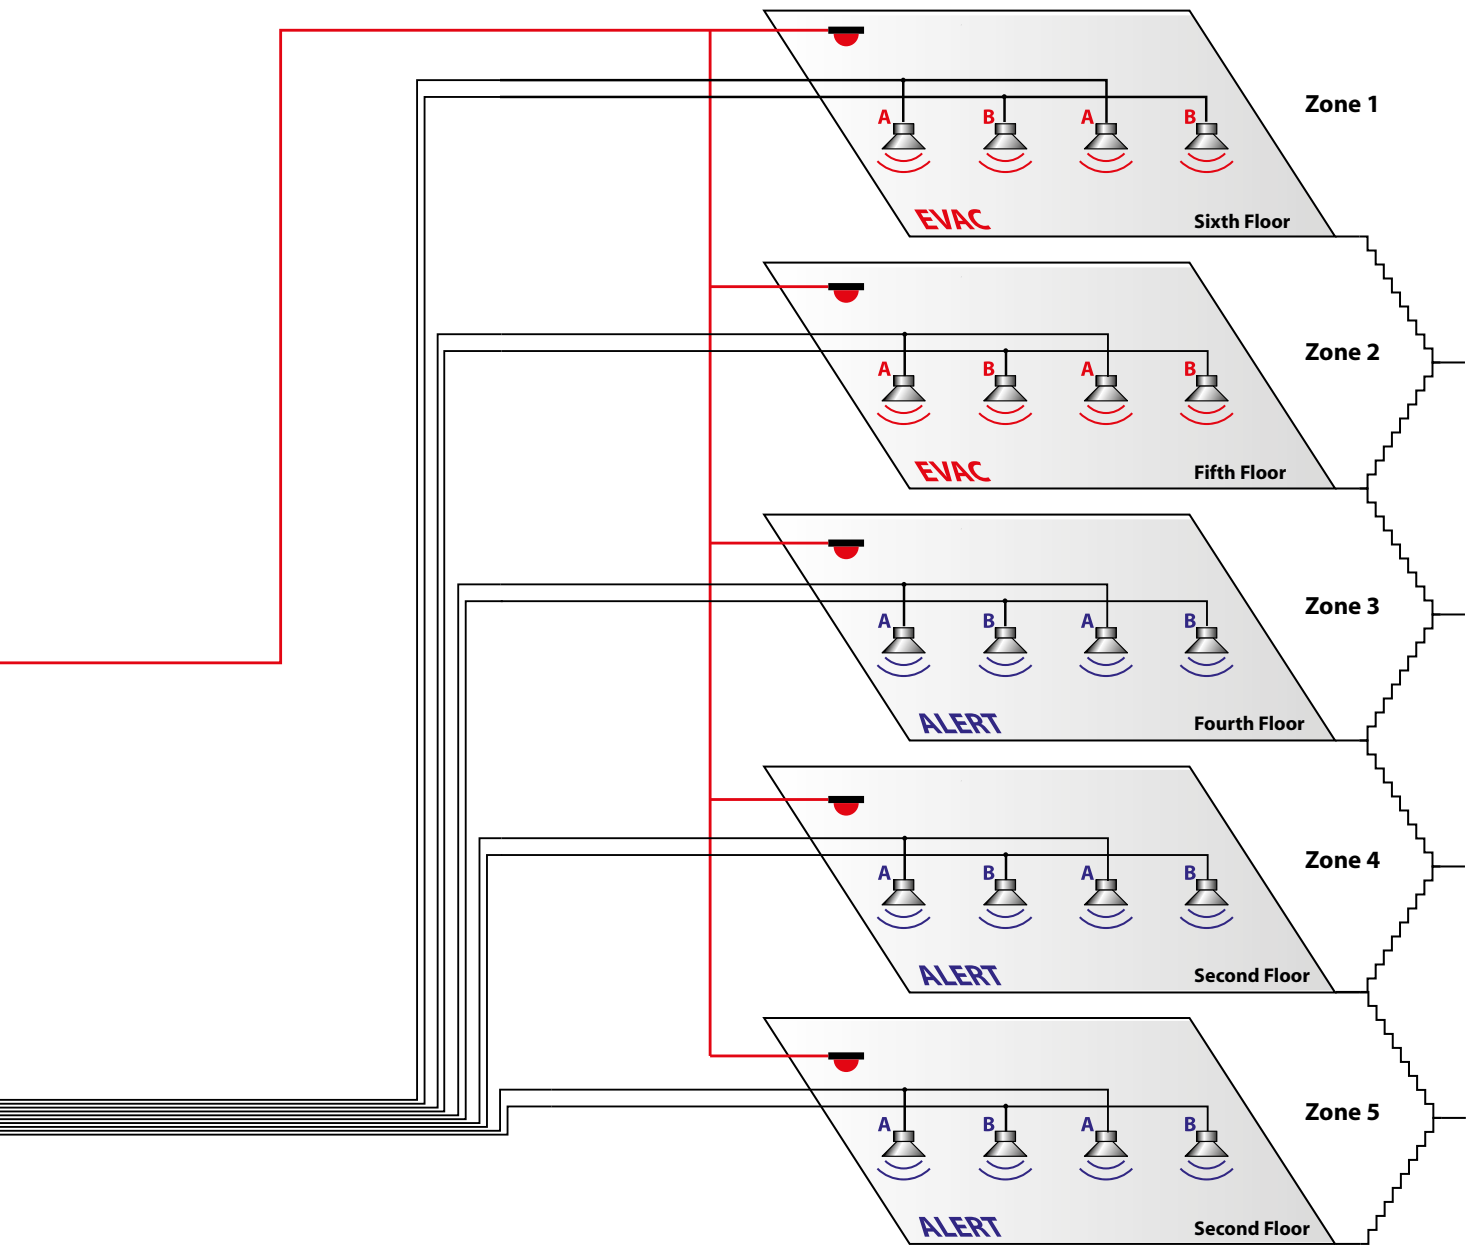 Zone 1
A B A B
EVAC
Sixth Floor
Zone 2
A B A B
EVAC
Fifth Floor
Zone 3
A B A B
ALERT
Fourth Floor
Zone 4
A B A B
ALERT
Second Floor
Zone 5
A B A B
ALERT
Second Floor